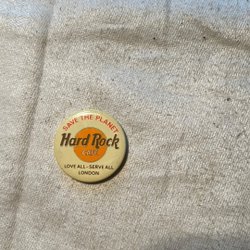 SAVE THE PLANET
Hard Rock
CAFE
LOVE ALL-SERVE ALL
LONDON